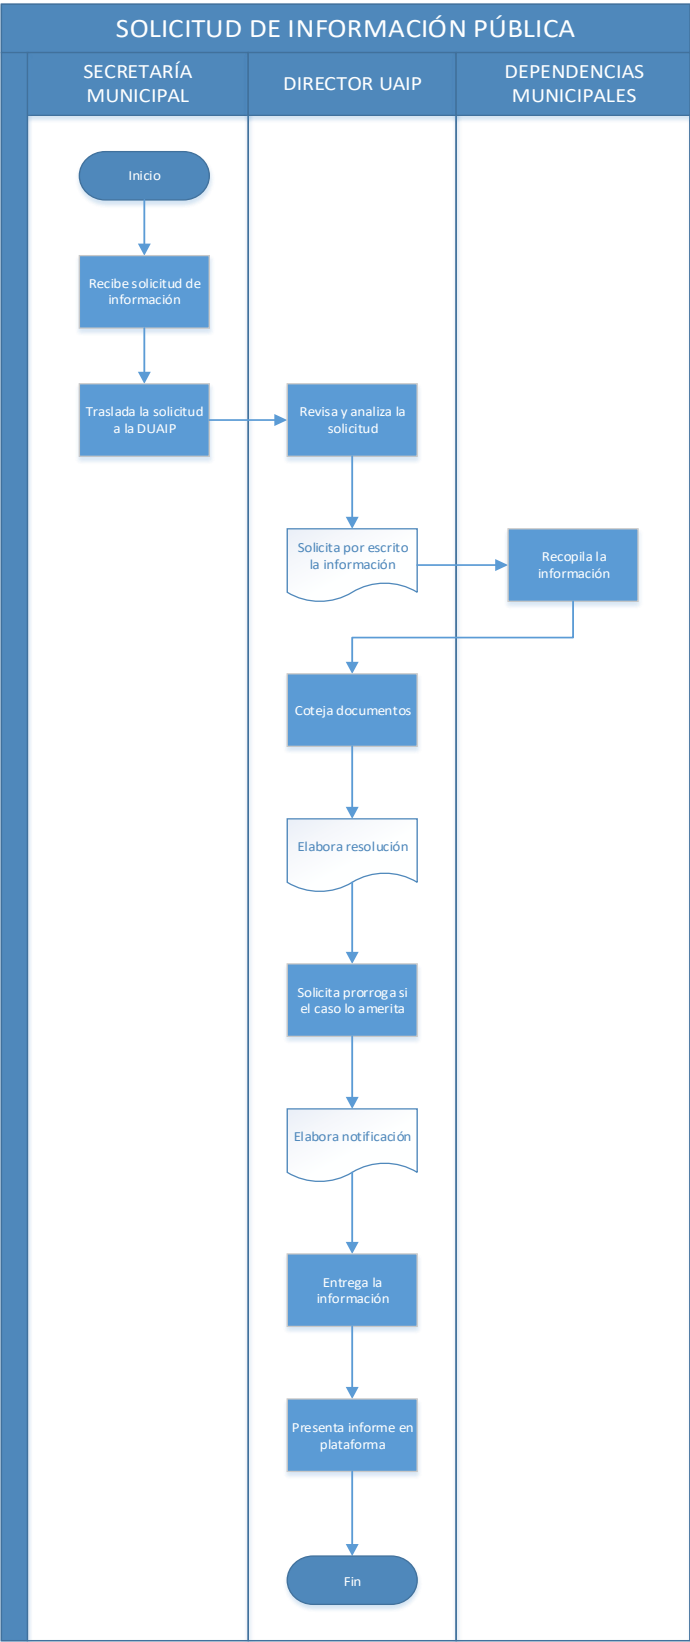 SOLICITUD DE INFORMACIÓN PÚBLICA
SECRETARÍA
MUNICIPAL
DIRECTOR UAIP
DEPENDENCIAS
MUNICIPALES
Inicio
Recibe solicitud de
información
Traslada la solicitud
a la DUAIP
Revisa y analiza la
solicitud
Solicita por escrito
la información
Recopila la
información
Coteja documentos
Elabora resolución
Solicita prorroga si
el caso lo amerita
Elabora notificación
Entrega la
información
Presenta informe en
plataforma
Fin